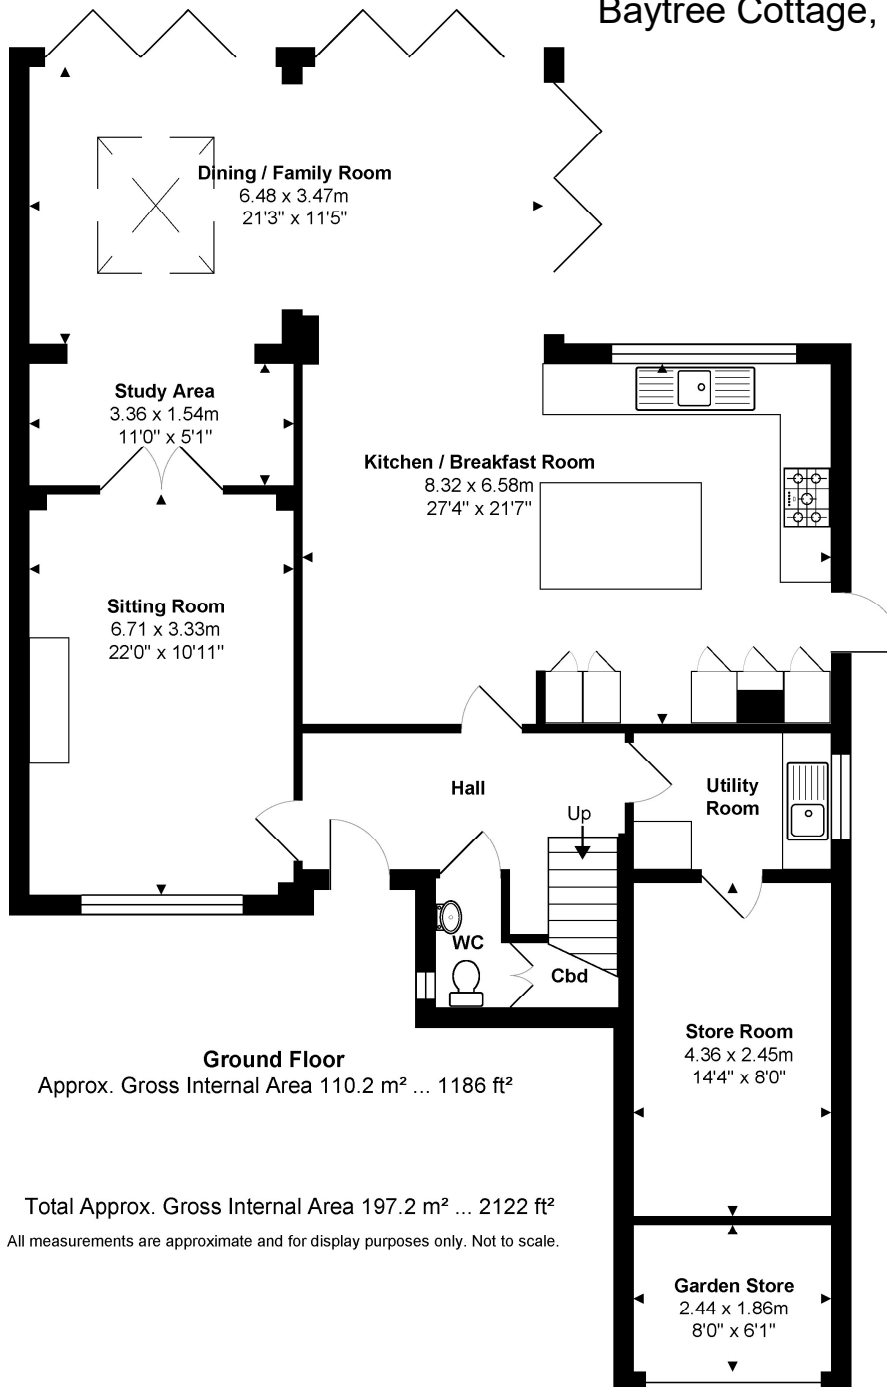 Baytree Cottage,
Dining / Family Room
6.48 x 3.47m
21'3" x 11'5"
Study Area
3.36 x 1.54m
11'0" x 5'1"
Kitchen / Breakfast Room
8.32 x 6.58m
27'4" x 21'7"
Sitting Room
6.71 x 3.33m
22'0" x 10'11"
Hall
Utility
Room
Up
WC
Cbd
Store Room
4.36 x 2.45m
14'4" x 8'0"
Ground Floor
Approx. Gross Internal Area 110.2 m² ... 1186 ft²
Total Approx. Gross Internal Area 197.2 m² ... 2122 ft²
All measurements are approximate and for display purposes only. Not to scale.
Garden Store
2.44 x 1.86m
8'0" x 6'1"